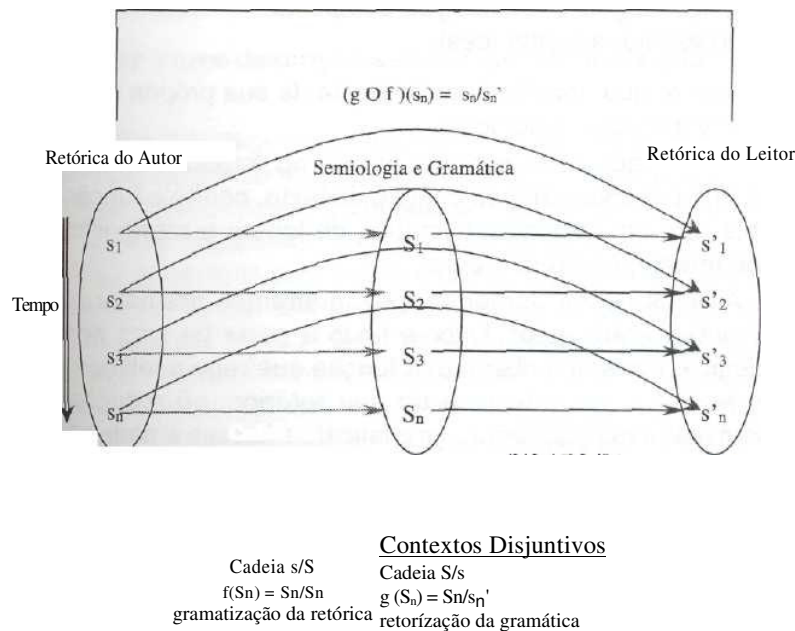 (g O f )(sₙ) = sₙ/sₙ'
Retórica do Autor
Semiologia e Gramática
Retórica do Leitor
s₁
S₁
s'₁
Tempo
s₂
S₂
s'₂
s₃
S₃
s'₃
sₙ
Sₙ
s'ₙ
Contextos Disjuntivos
Cadeia s/S
f(Sn) = Sn/Sn
gramatização da retórica
Cadeia S/s
g (Sₙ) = Sn/sₙ'
retorízação da gramática